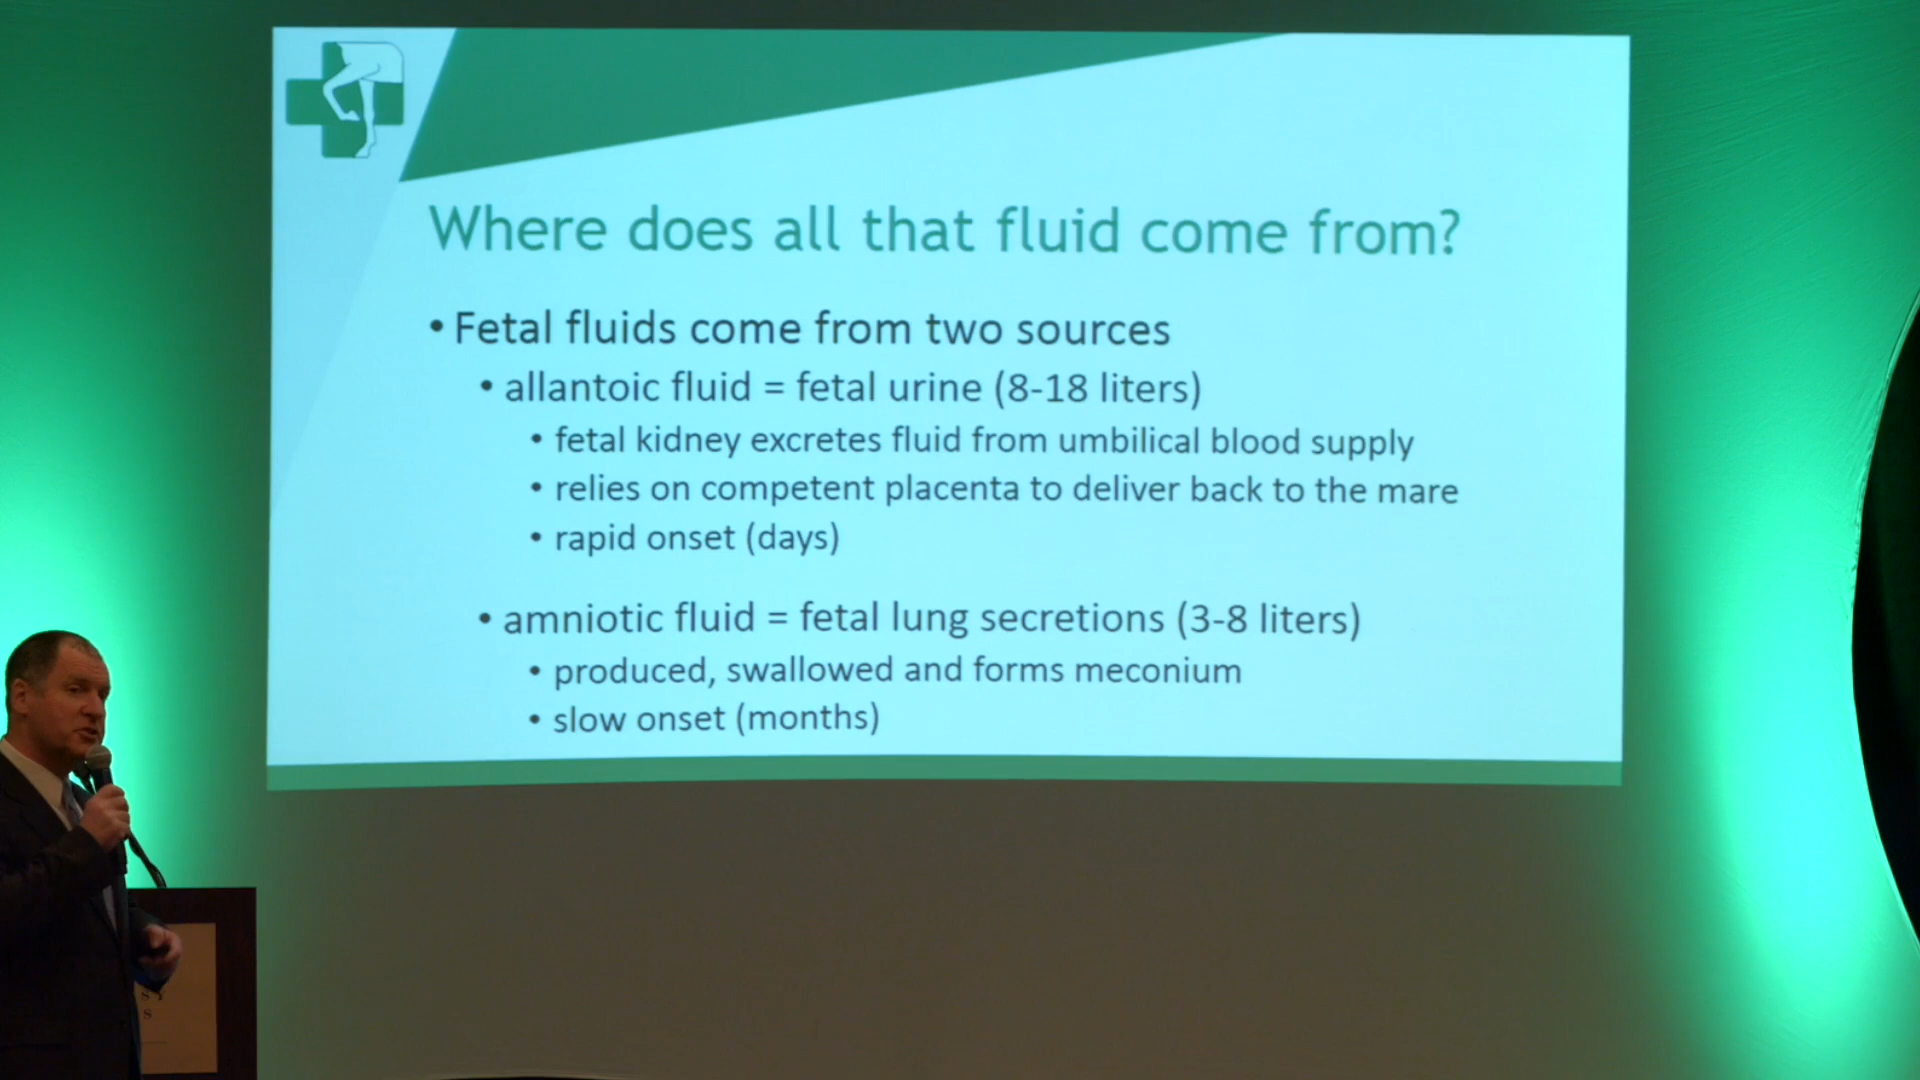 Where does all that fluid come from?
• Fetal fluids come from two sources
• allantoic fluid = fetal urine (8-18 liters)
• fetal kidney excretes fluid from umbilical blood supply
• relies on competent placenta to deliver back to the mare
• rapid onset (days)
• amniotic fluid = fetal lung secretions (3-8 liters)
• produced, swallowed and forms meconium
• slow onset (months)